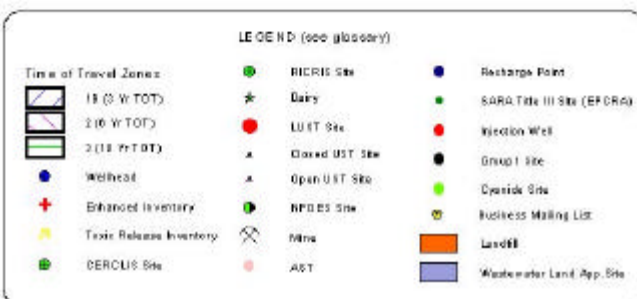 LEGEND (see glossary)
Time of Travel Zones
1B (3 Yr TOT)
2 (6 Yr TOT)
3 (10 Yr TOT)
Wellhead
Enhanced Inventory
Toxic Release Inventory
CERCLIS Site
RICRIS Site
Dairy
LUST Site
Closed UST Site
Open UST Site
NPDES Site
Mine
AST
Recharge Point
SARA Title III Site (EPCRA)
Injection Well
Group 1 Site
Cyanide Site
Business Mailing List
Landfill
Wastewater Land App. Site